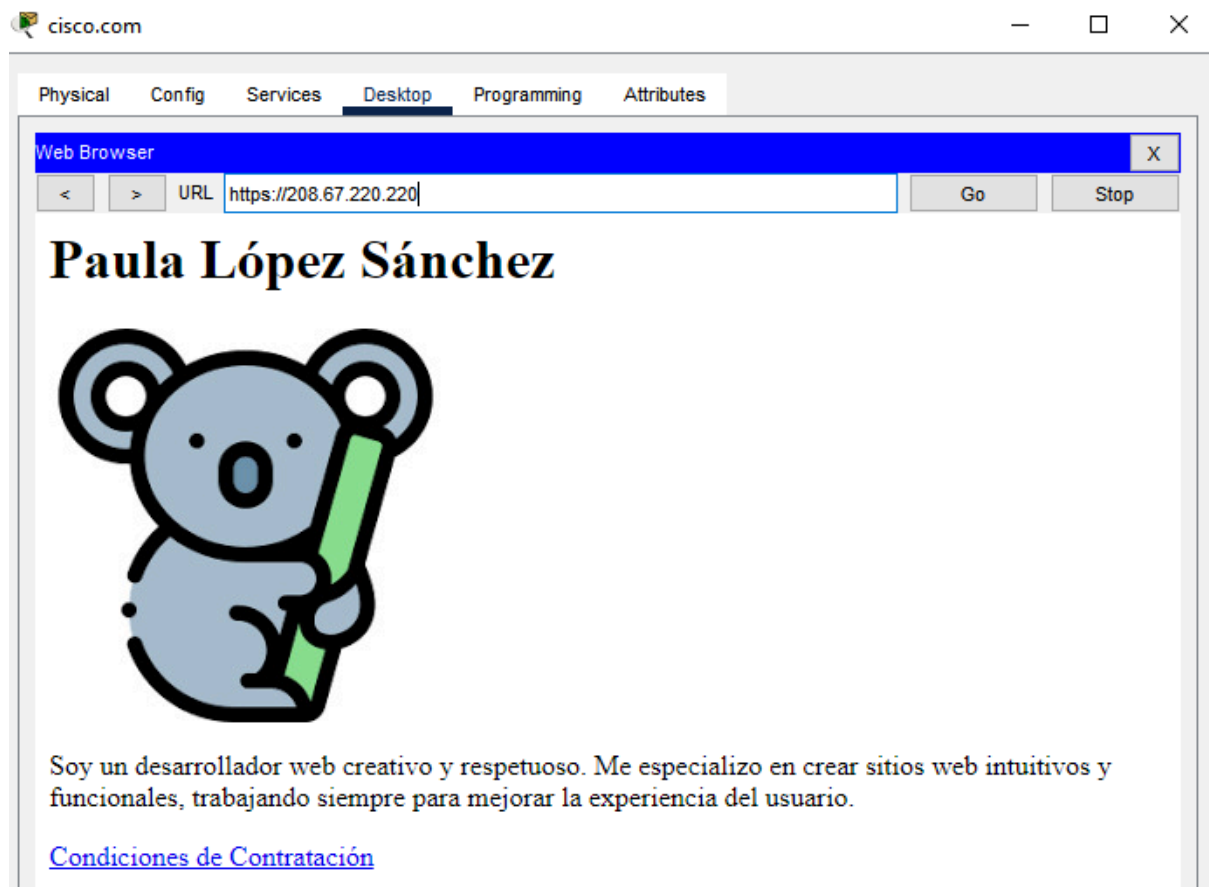 cisco.com
Physical Config Services Desktop Programming Attributes
Web Browser X
< > URL https://208.67.220.220 Go Stop
Paula López Sánchez
Soy un desarrollador web creativo y respetuoso. Me especializo en crear sitios web intuitivos y
funcionales, trabajando siempre para mejorar la experiencia del usuario.
Condiciones de Contratación